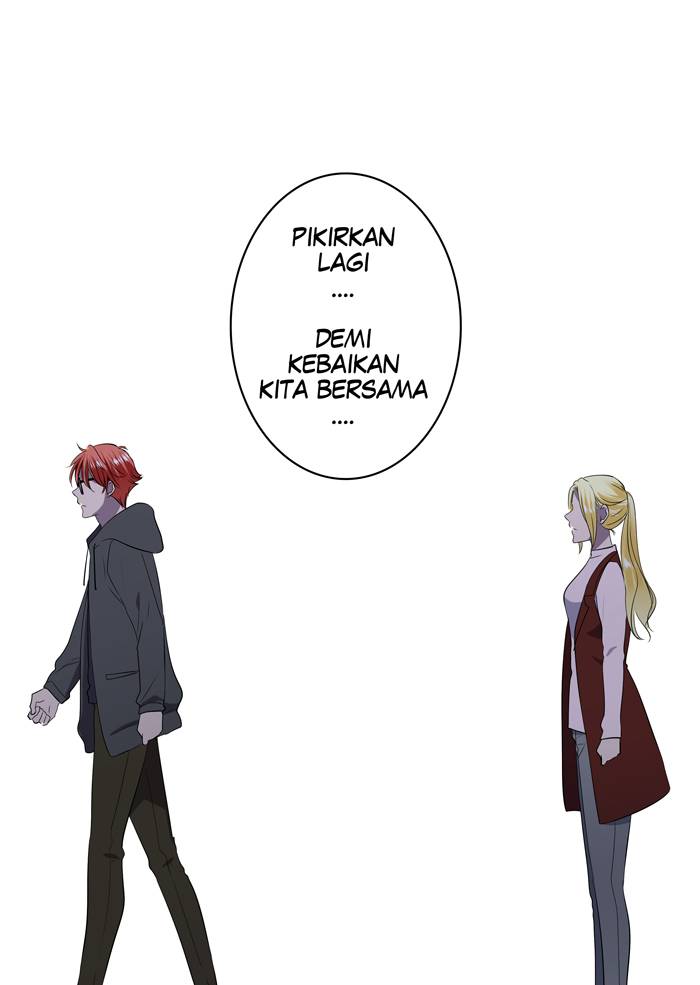 PIKIRKAN
LAGI
....
DEMI
KEBAIKAN
KITA BERSAMA
....